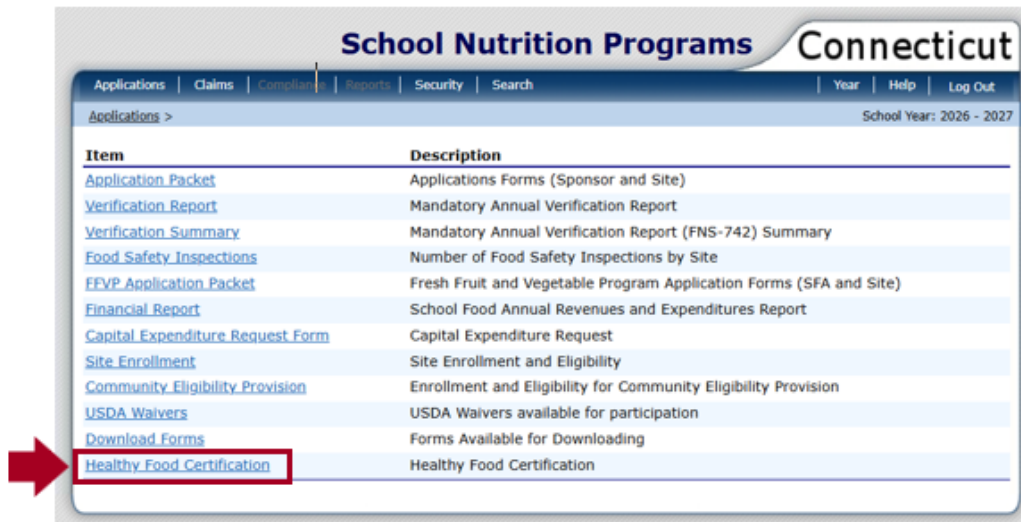 School Nutrition Programs Connecticut
Applications | Claims | Compliance | Reports | Security | Search | Year | Help | Log Out
Applications > School Year: 2026 - 2027
Item Description
Application Packet Applications Forms (Sponsor and Site)
Verification Report Mandatory Annual Verification Report
Verification Summary Mandatory Annual Verification Report (FNS-742) Summary
Food Safety Inspections Number of Food Safety Inspections by Site
FFVP Application Packet Fresh Fruit and Vegetable Program Application Forms (SFA and Site)
Financial Report School Food Annual Revenues and Expenditures Report
Capital Expenditure Request Form Capital Expenditure Request
Site Enrollment Site Enrollment and Eligibility
Community Eligibility Provision Enrollment and Eligibility for Community Eligibility Provision
USDA Waivers USDA Waivers available for participation
Download Forms Forms Available for Downloading
Healthy Food Certification Healthy Food Certification